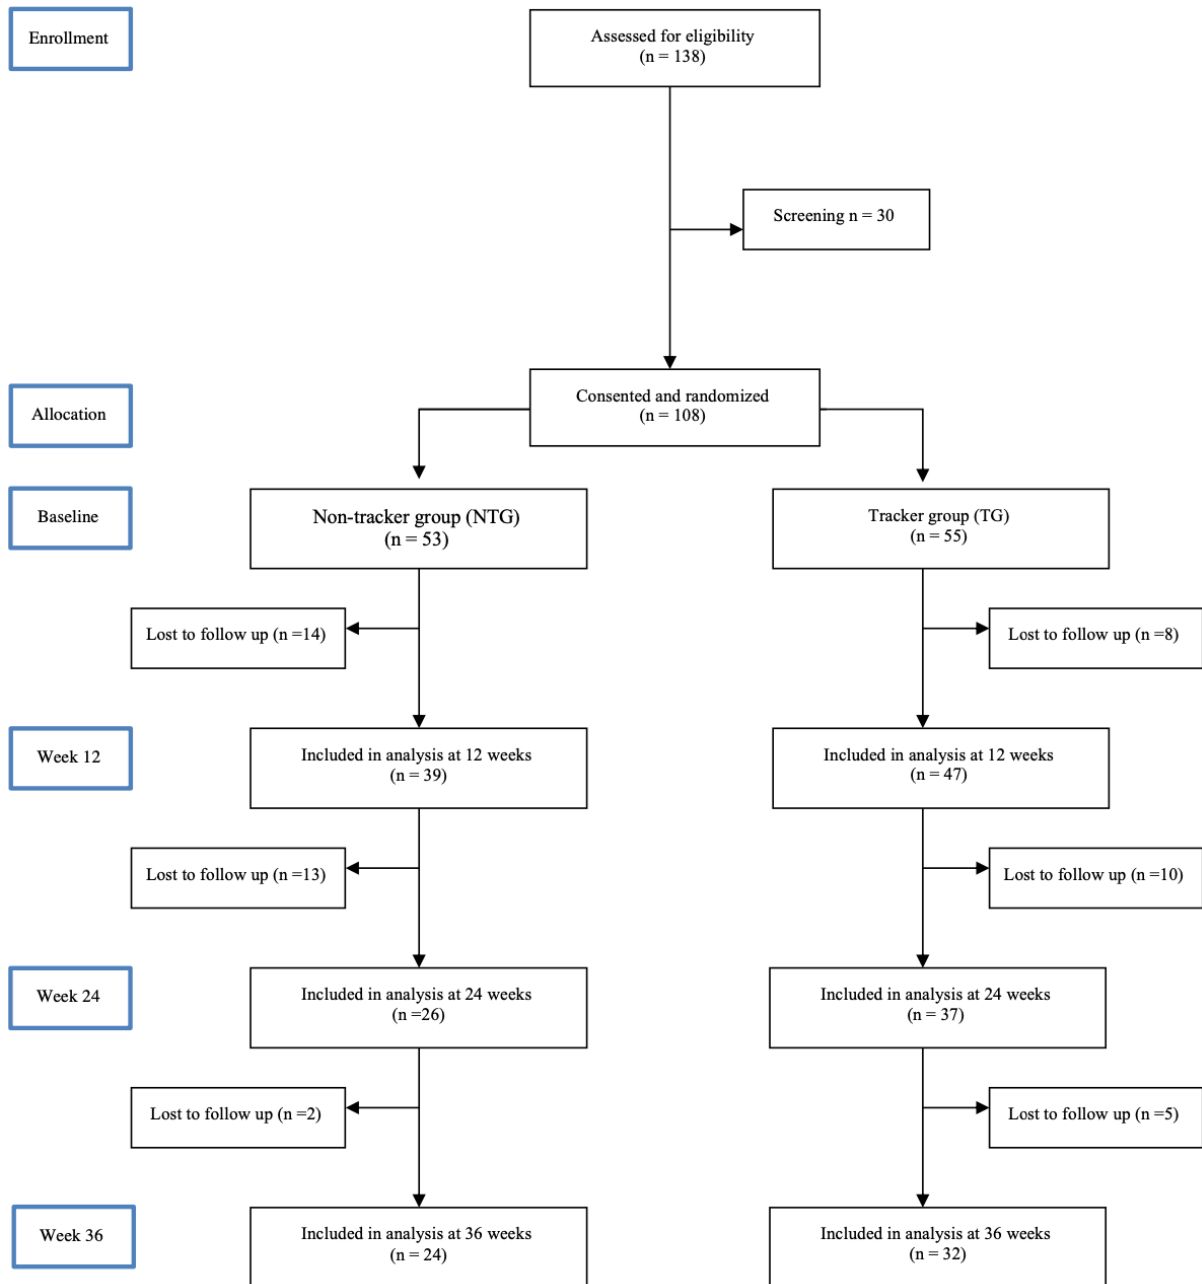 Enrollment
Assessed for eligibility
(n = 138)
Screening n = 30
Allocation
Consented and randomized
(n = 108)
Baseline
Non-tracker group (NTG)
(n = 53)
Tracker group (TG)
(n = 55)
Lost to follow up (n =14)
Lost to follow up (n =8)
Week 12
Included in analysis at 12 weeks
(n = 39)
Included in analysis at 12 weeks
(n = 47)
Lost to follow up (n =13)
Lost to follow up (n =10)
Week 24
Included in analysis at 24 weeks
(n =26)
Included in analysis at 24 weeks
(n = 37)
Lost to follow up (n =2)
Lost to follow up (n =5)
Week 36
Included in analysis at 36 weeks
(n = 24)
Included in analysis at 36 weeks
(n = 32)